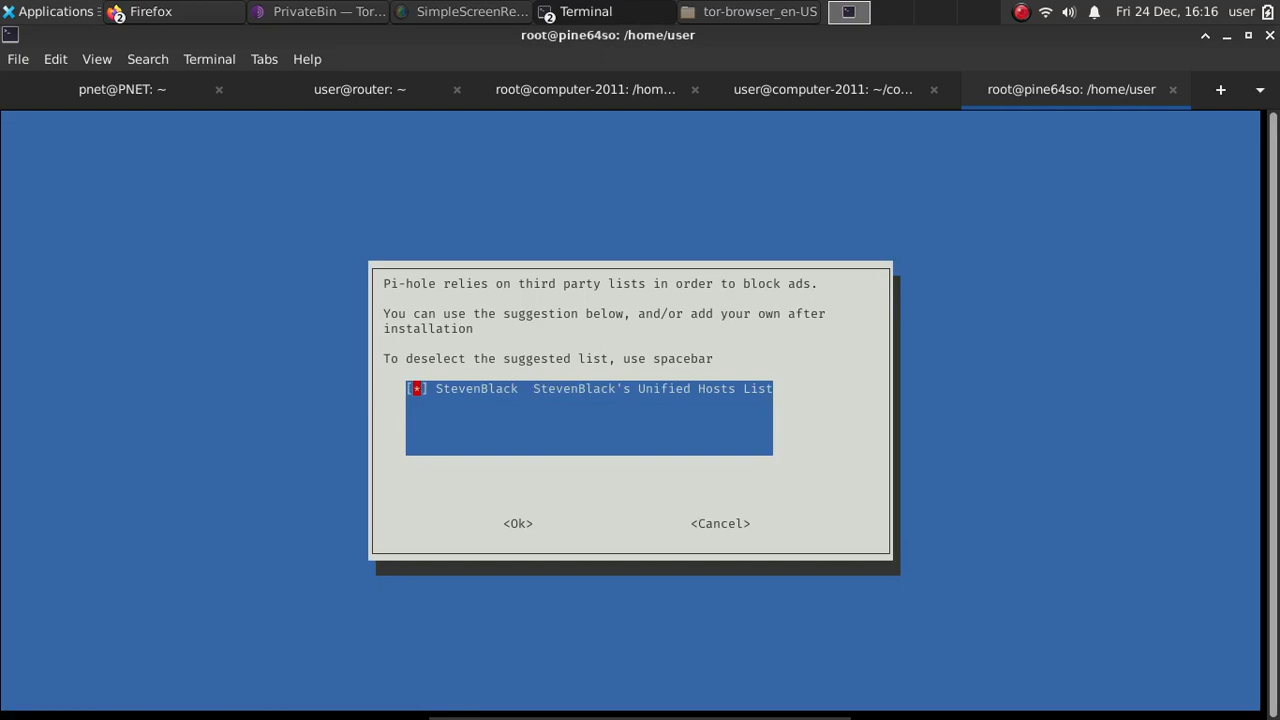 Applications
2
Firefox
PrivateBin — Tor...
SimpleScreenRe...
2
Terminal
tor-browser_en-US
Fri 24 Dec, 16:16
user
root@pine64so: /home/user
File
Edit
View
Search
Terminal
Tabs
Help
pnet@PNET: ~
user@router: ~
root@computer-2011: /hom...
user@computer-2011: ~/co...
root@pine64so: /home/user
Pi-hole relies on third party lists in order to block ads.
You can use the suggestion below, and/or add your own after
installation
To deselect the suggested list, use spacebar
[*] StevenBlack  StevenBlack's Unified Hosts List
<Ok>
<Cancel>